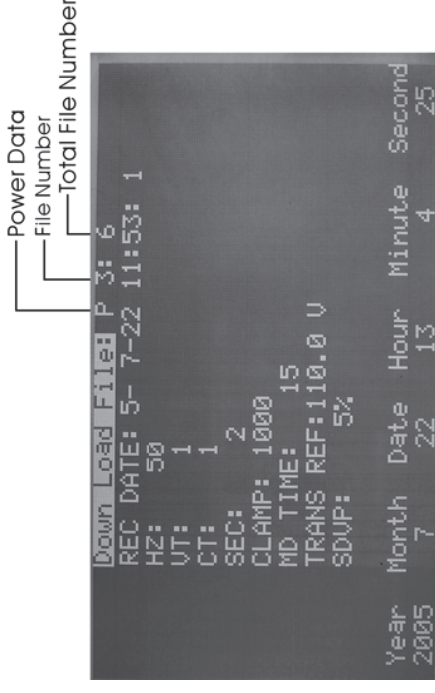 Power Data
File Number
Total File Number
Down Load File: P 3: 6
REC DATE: 5- 7-22 11:53: 1
HZ: 50
VT: 1
CT: 1
SEC: 2
CLAMP: 1000
MD TIME: 15
TRANS REF:110.0 V
SDVP: 5%
Year Month Date Hour Minute Second
2005 7 22 13 4 25